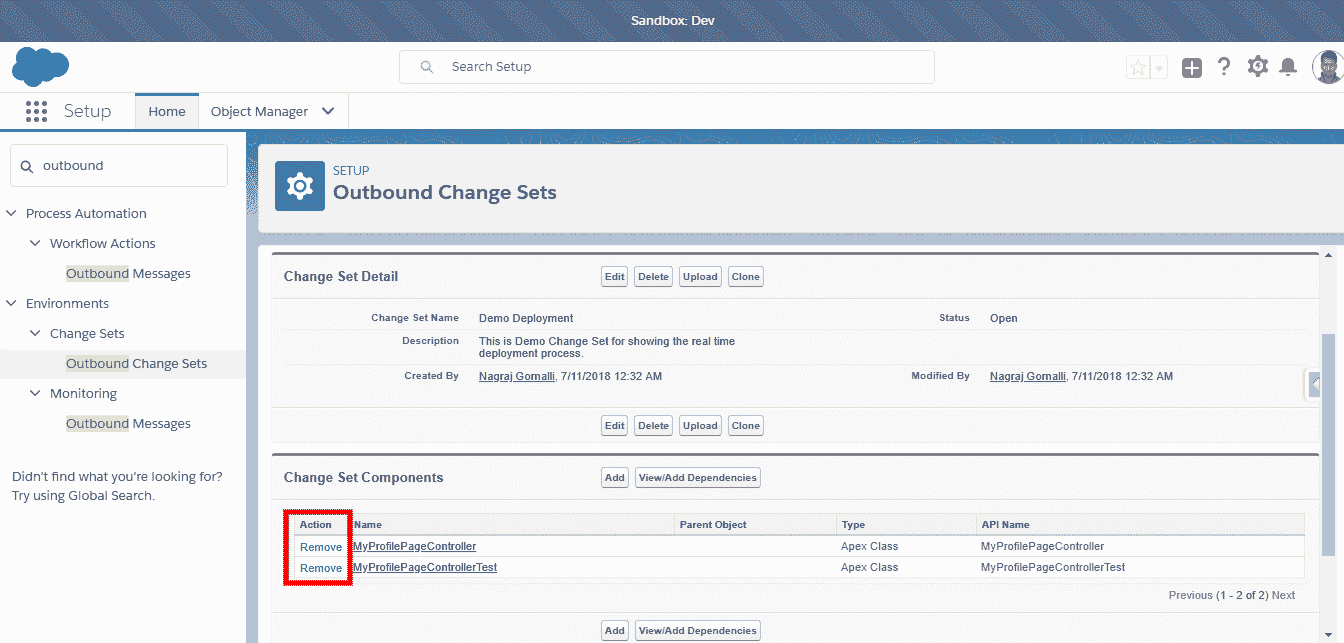 Sandbox: Dev
Search Setup
Setup Home Object Manager
outbound
Process Automation
Workflow Actions
Outbound Messages
Environments
Change Sets
Outbound Change Sets
Monitoring
Outbound Messages
Didn't find what you're looking for?
Try using Global Search.
SETUP
Outbound Change Sets
Change Set Detail Edit Delete Upload Clone
Change Set Name Demo Deployment Status Open
Description This is Demo Change Set for showing the real time
deployment process.
Created By Nagraj Gornalli, 7/11/2018 12:32 AM Modified By Nagraj Gornalli, 7/11/2018 12:32 AM
Edit Delete Upload Clone
Change Set Components Add View/Add Dependencies
Action Name Parent Object Type API Name
Remove MyProfilePageController Apex Class MyProfilePageController
Remove MyProfilePageControllerTest Apex Class MyProfilePageControllerTest
Previous (1 - 2 of 2) Next
Add View/Add Dependencies